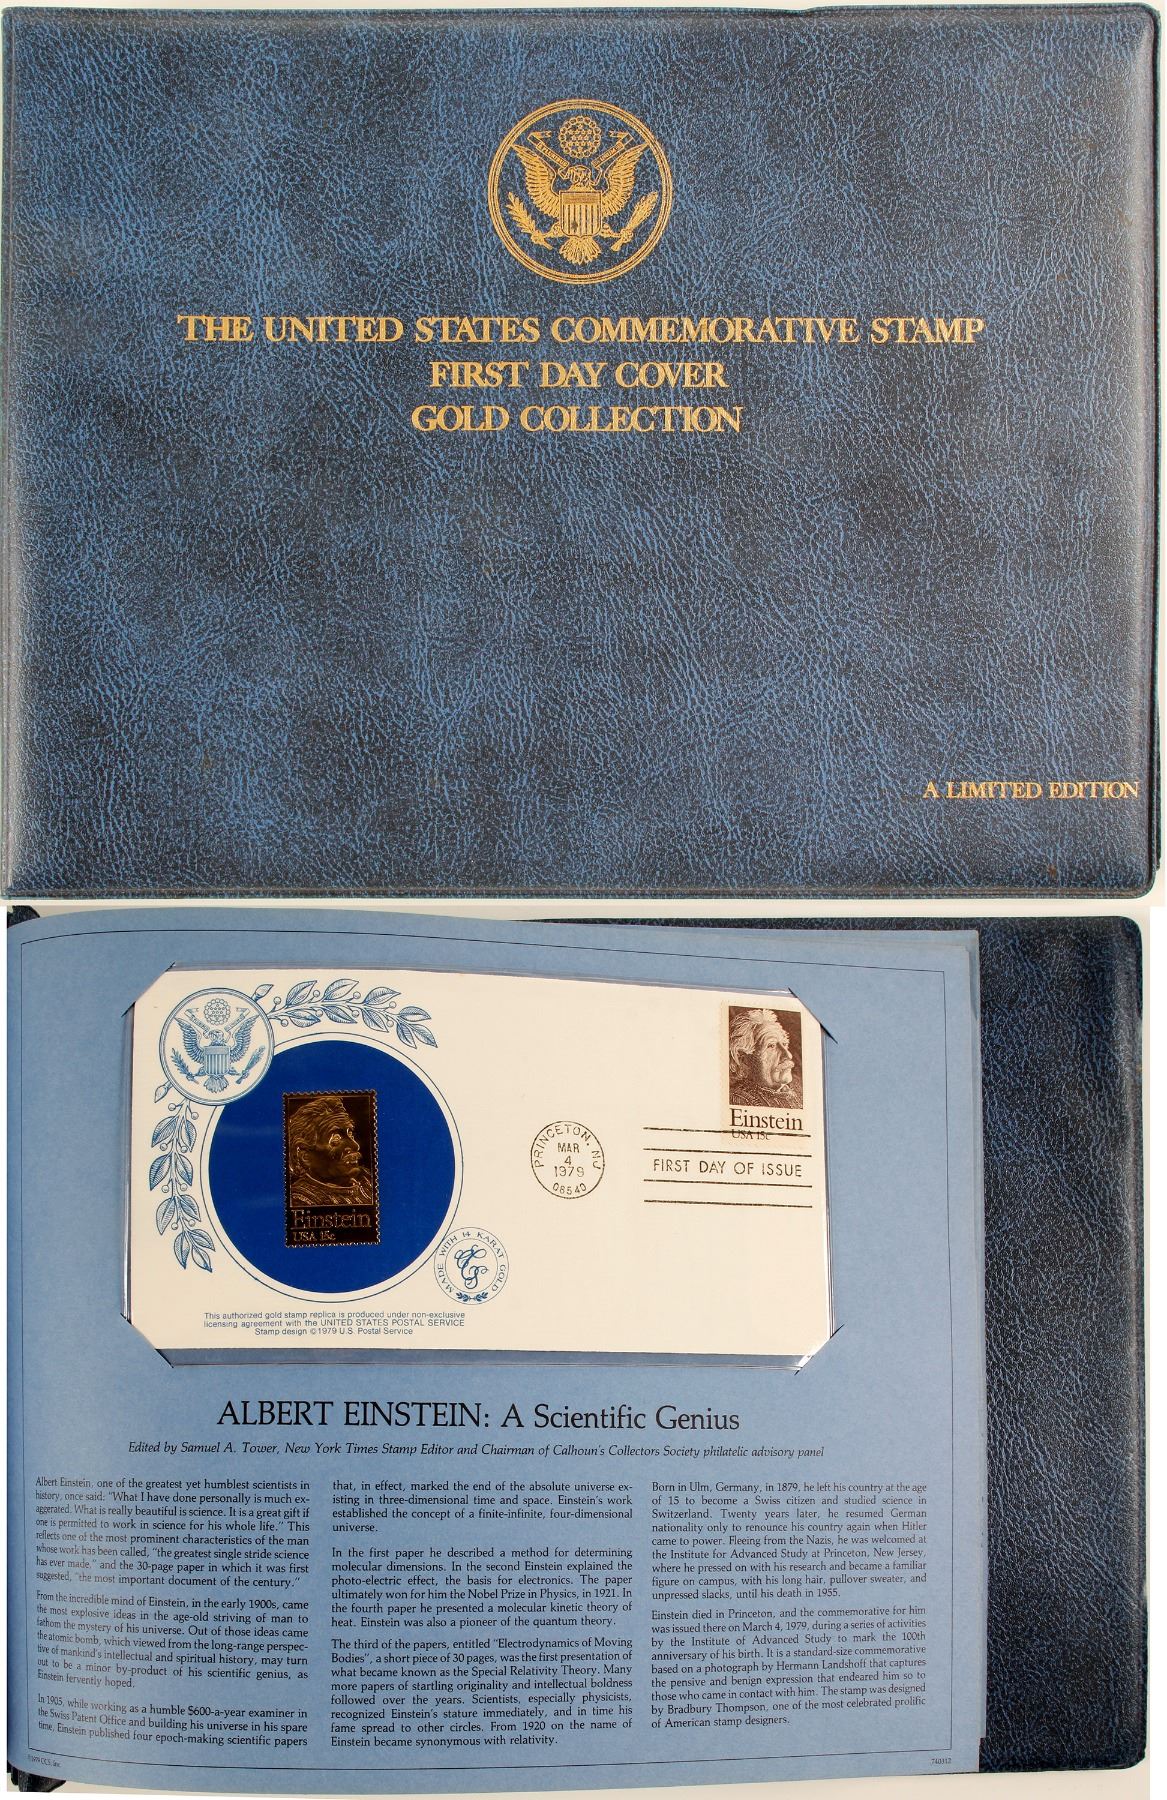 THE UNITED STATES COMMEMORATIVE STAMP
FIRST DAY COVER
GOLD COLLECTION
A LIMITED EDITION
Einstein
USA 15c
PRINCETON, NJ
MAR
4
1979
08540
FIRST DAY OF ISSUE
Einstein
USA 15c
MADE WITH 14 KARAT GOLD
This authorized gold stamp replica is produced under non-exclusive
licensing agreement with the UNITED STATES POSTAL SERVICE
Stamp design ©1979 U.S. Postal Service
ALBERT EINSTEIN: A Scientific Genius
Edited by Samuel A. Tower, New York Times Stamp Editor and Chairman of Calhoun's Collectors Society philatelic advisory panel
Albert Einstein, one of the greatest yet humblest scientists in
history, once said: "What I have done personally is much ex-
aggerated. What is really beautiful is science. It is a great gift if
one is permitted to work in science for his whole life." This
reflects one of the most prominent characteristics of the man
whose work has been called, "the greatest single stride science
has ever made," and the 30-page paper in which it was first
suggested, "the most important document of the century."
From the incredible mind of Einstein, in the early 1900s, came
the most explosive ideas in the age-old striving of man to
fathom the mystery of his universe. Out of those ideas came
the atomic bomb, which viewed from the long-range perspec-
tive of mankind's intellectual and spiritual history, may turn
out to be a minor by-product of his scientific genius, as
Einstein fervently hoped.
In 1905, while working as a humble $600-a-year examiner in
the Swiss Patent Office and building his universe in his spare
time, Einstein published four epoch-making scientific papers
that, in effect, marked the end of the absolute universe ex-
isting in three-dimensional time and space. Einstein's work
established the concept of a finite-infinite, four-dimensional
universe.
In the first paper he described a method for determining
molecular dimensions. In the second Einstein explained the
photo-electric effect, the basis for electronics. The paper
ultimately won for him the Nobel Prize in Physics, in 1921. In
the fourth paper he presented a molecular kinetic theory of
heat. Einstein was also a pioneer of the quantum theory.
The third of the papers, entitled "Electrodynamics of Moving
Bodies", a short piece of 30 pages, was the first presentation of
what became known as the Special Relativity Theory. Many
more papers of startling originality and intellectual boldness
followed over the years. Scientists, especially physicists,
recognized Einstein's stature immediately, and in time his
fame spread to other circles. From 1920 on the name of
Einstein became synonymous with relativity.
Born in Ulm, Germany, in 1879, he left his country at the age
of 15 to become a Swiss citizen and studied science in
Switzerland. Twenty years later, he resumed German
nationality only to renounce his country again when Hitler
came to power. Fleeing from the Nazis, he was welcomed at
the Institute for Advanced Study at Princeton, New Jersey,
where he pressed on with his research and became a familiar
figure on campus, with his long hair, pullover sweater, and
unpressed slacks, until his death in 1955.
Einstein died in Princeton, and the commemorative for him
was issued there on March 4, 1979, during a series of activities
by the Institute of Advanced Study to mark the 100th
anniversary of his birth. It is a standard-size commemorative
based on a photograph by Hermann Landshoff that captures
the pensive and benign expression that endeared him so to
those who came in contact with him. The stamp was designed
by Bradbury Thompson, one of the most celebrated prolific
of American stamp designers.
©1979 CCS, Inc.
740312